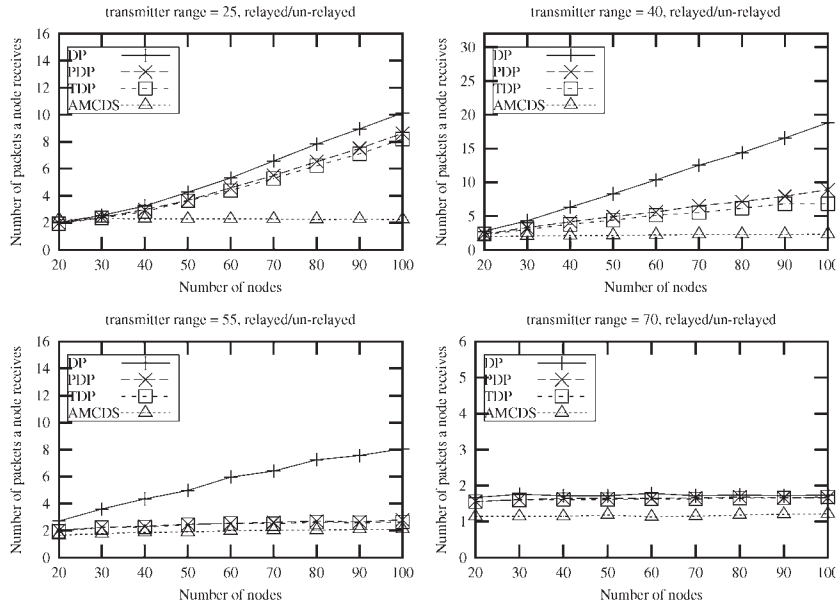 transmitter range = 25, relayed/un-relayed
Number of packets a node receives
16
14
12
10
8
6
4
2
0
DP
PDP
TDP
AMCDS
20 30 40 50 60 70 80 90 100
Number of nodes
transmitter range = 40, relayed/un-relayed
Number of packets a node receives
30
25
20
15
10
5
0
DP
PDP
TDP
AMCDS
20 30 40 50 60 70 80 90 100
Number of nodes
transmitter range = 55, relayed/un-relayed
Number of packets a node receives
16
14
12
10
8
6
4
2
0
DP
PDP
TDP
AMCDS
20 30 40 50 60 70 80 90 100
Number of nodes
transmitter range = 70, relayed/un-relayed
Number of packets a node receives
6
5
4
3
2
1
0
DP
PDP
TDP
AMCDS
20 30 40 50 60 70 80 90 100
Number of nodes